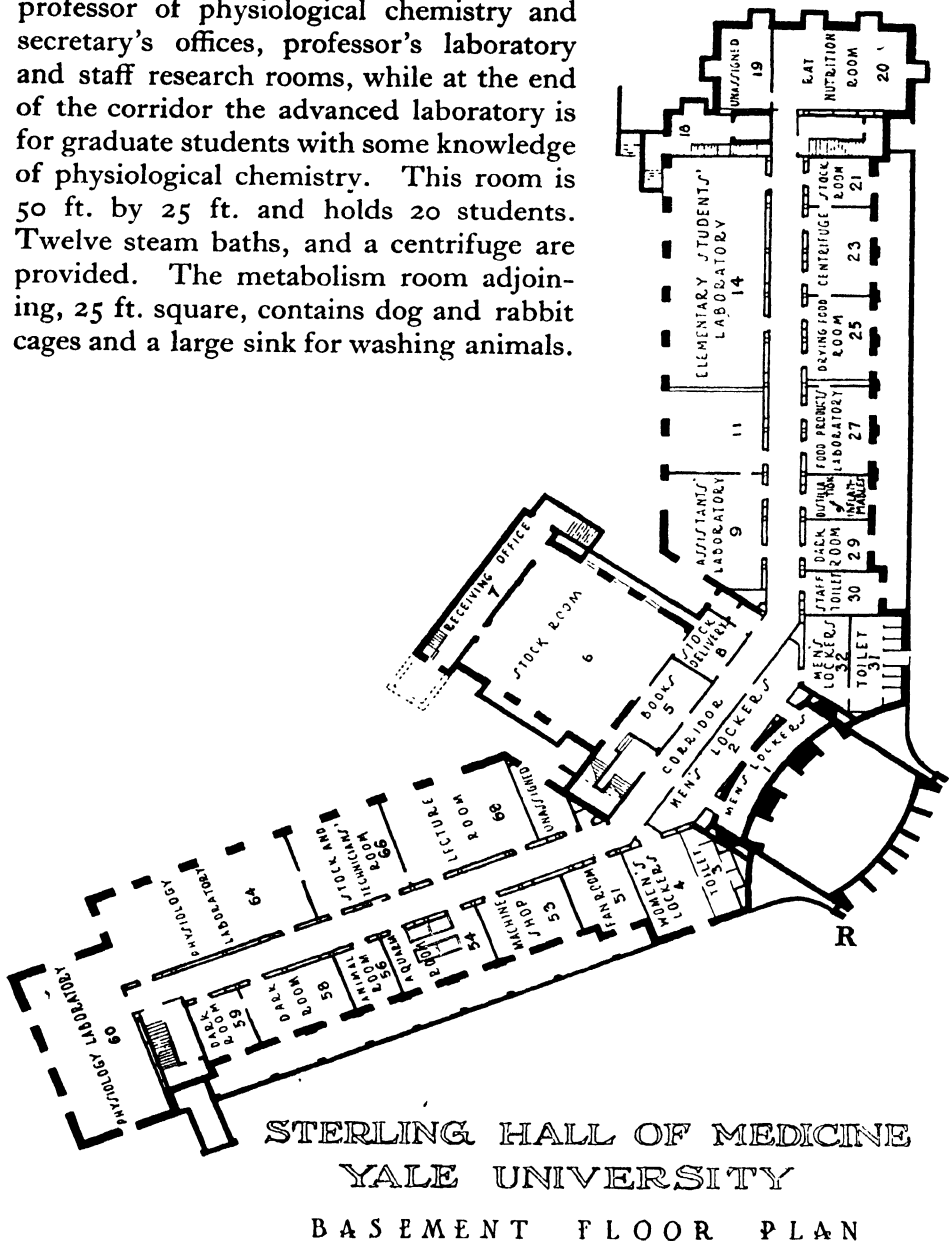 professor of physiological chemistry and
secretary's offices, professor's laboratory
and staff research rooms, while at the end
of the corridor the advanced laboratory is
for graduate students with some knowledge
of physiological chemistry. This room is
50 ft. by 25 ft. and holds 20 students.
Twelve steam baths, and a centrifuge are
provided. The metabolism room adjoin-
ing, 25 ft. square, contains dog and rabbit
cages and a large sink for washing animals.
UNASSIGNED
19
RAT
NUTRITION
ROOM
20
18
STOCK
ROOM
21
ELEMENTARY STUDENTS'
LABORATORY
14
CENTRIFUGE
23
DRYING FOOD
ROOM
25
11
FOOD PRODUCTS'
LABORATORY
27
ASSISTANTS'
LABORATORY
9
DISTILLA
TION
INFLAM
MABLES
DARK
ROOM
29
STAFF
TOILET
30
MEN'S
LOCKERS
32
TOILET
31
RECEIVING OFFICE
7
STOCK ROOM
6
STOCK
DELIVERY
8
BOOKS
5
CORRIDOR
MEN'S LOCKERS
2
MEN'S LOCKERS
1
TOILET
3
WOMEN'S
LOCKERS
4
UNASSIGNED
LECTURE
ROOM
68
STOCK AND
TECHNICIANS'
ROOM
66
PHYSIOLOGY
LABORATORY
64
FAN ROOM
51
MACHINE
SHOP
53
54
AQUARM
ROOM
ANIMAL
ROOM
56
DARK
ROOM
58
DARK
ROOM
59
PHYSIOLOGY LABORATORY
60
R
STERLING HALL OF MEDICINE
YALE UNIVERSITY
BASEMENT FLOOR PLAN